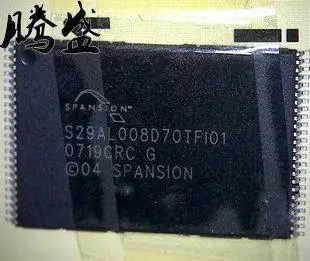 腾盛
SPANSION
S29AL008D70TFI01
0719CRC G
©04 SPANSION